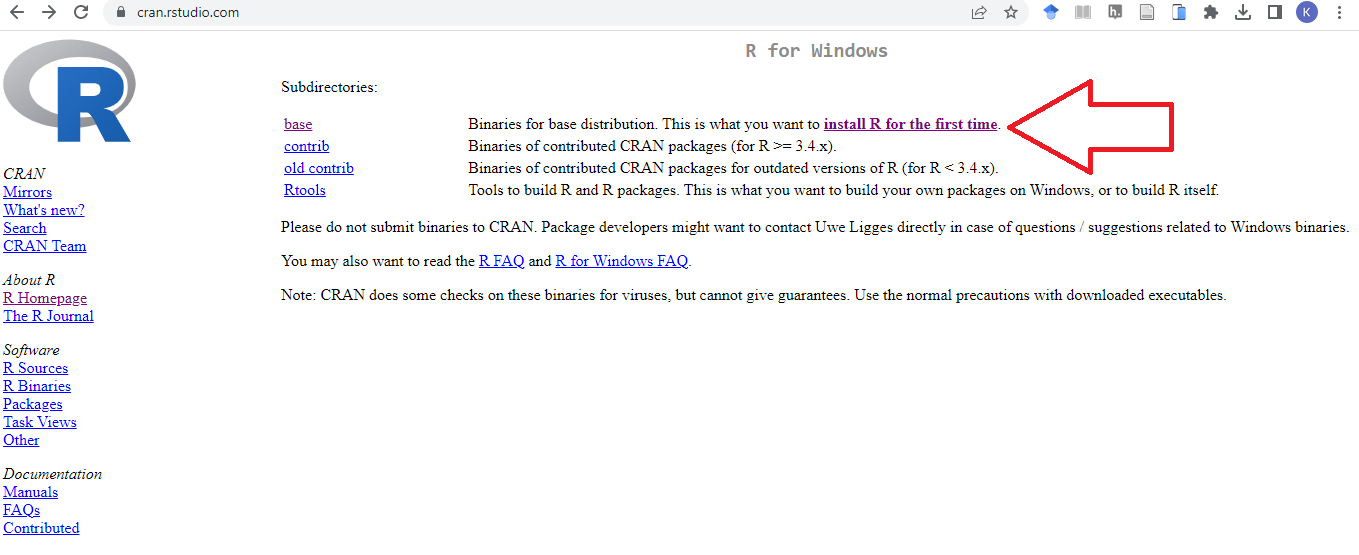 cran.rstudio.com
K
R
R for Windows
Subdirectories:
base Binaries for base distribution. This is what you want to install R for the first time.
contrib Binaries of contributed CRAN packages (for R >= 3.4.x).
old contrib Binaries of contributed CRAN packages for outdated versions of R (for R < 3.4.x).
Rtools Tools to build R and R packages. This is what you want to build your own packages on Windows, or to build R itself.
Please do not submit binaries to CRAN. Package developers might want to contact Uwe Ligges directly in case of questions / suggestions related to Windows binaries.
You may also want to read the R FAQ and R for Windows FAQ.
Note: CRAN does some checks on these binaries for viruses, but cannot give guarantees. Use the normal precautions with downloaded executables.
CRAN
Mirrors
What's new?
Search
CRAN Team
About R
R Homepage
The R Journal
Software
R Sources
R Binaries
Packages
Task Views
Other
Documentation
Manuals
FAQs
Contributed